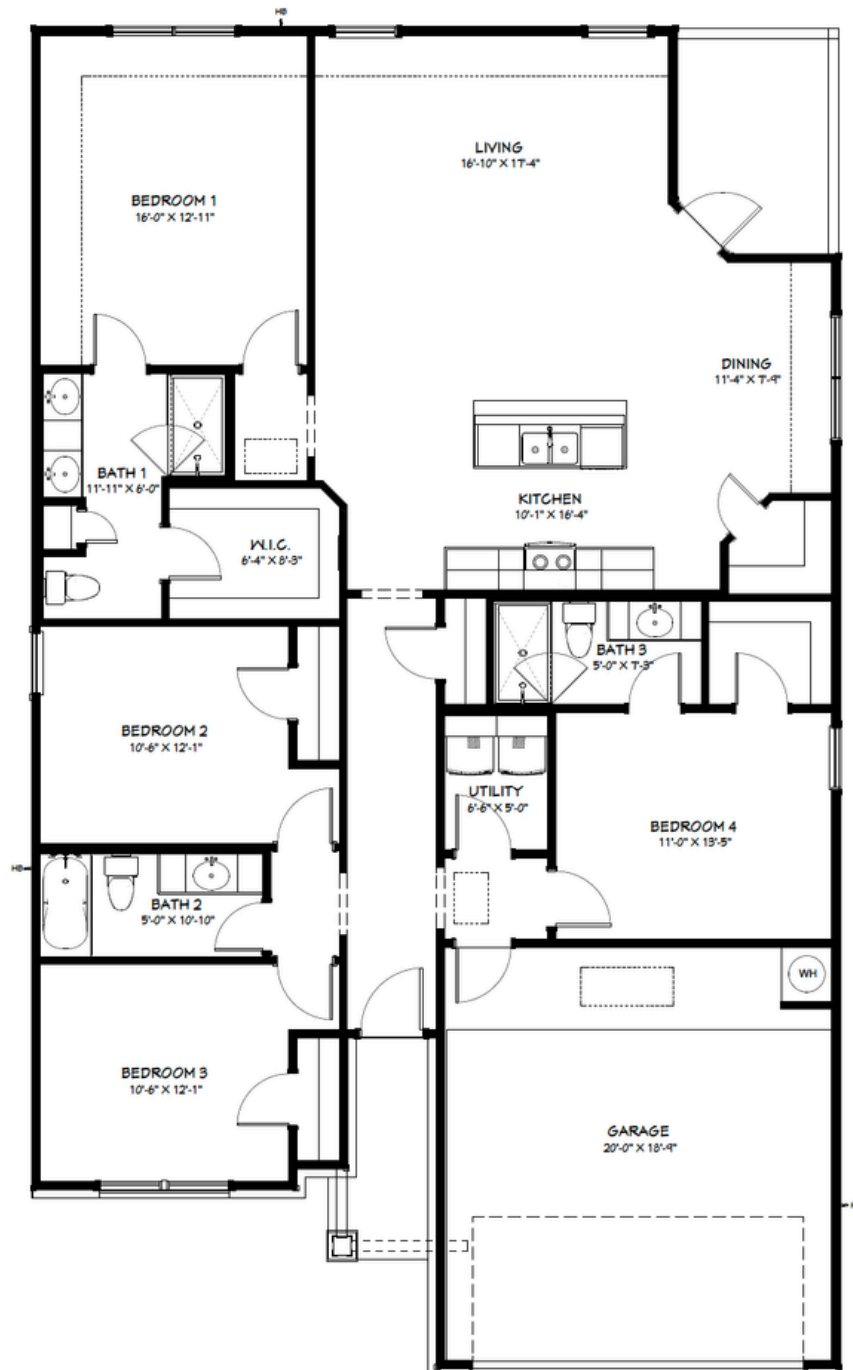 HB
LIVING
16'-10" X 17'-4"
BEDROOM 1
16'-0" X 12'-11"
DINING
11'-4" X 7'-9"
BATH 1
11'-11" X 6'-0"
KITCHEN
10'-1" X 16'-4"
W.I.C.
6'-4" X 8'-3"
BATH 3
5'-0" X 7'-3"
BEDROOM 2
10'-6" X 12'-1"
UTILITY
6'-6" X 5'-0"
BEDROOM 4
11'-0" X 13'-5"
HB
BATH 2
5'-0" X 10'-10"
WH
BEDROOM 3
10'-6" X 12'-1"
GARAGE
20'-0" X 18'-9"